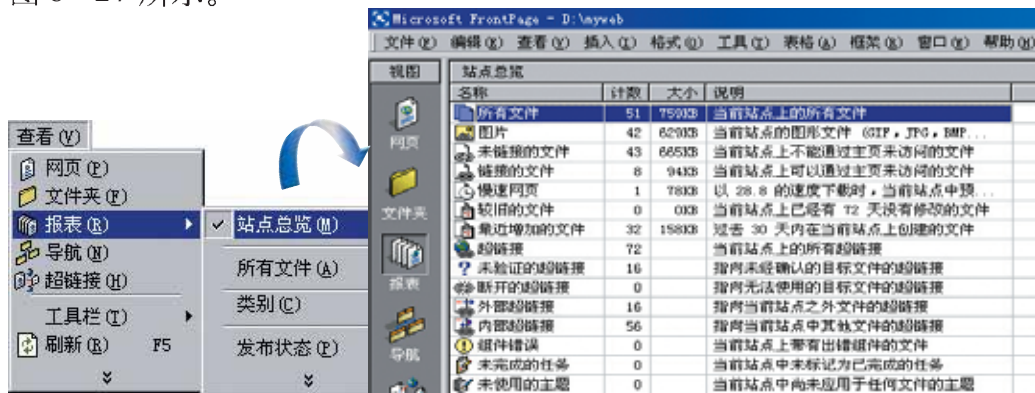 Microsoft FrontPage - D:\myweb
文件(F) 编辑(E) 查看(V) 插入(I) 格式(O) 工具(T) 表格(A) 框架(R) 窗口(W) 帮助(H)
视图
网页
文件夹
报表
导航
站点总览
名称 计数 大小 说明
所有文件 51 759KB 当前站点上的所有文件
图片 42 629KB 当前站点的图形文件 (GIF, JPG, BMP...
未链接的文件 43 665KB 当前站点上不能通过主页来访问的文件
链接的文件 8 94KB 当前站点上可以通过主页来访问的文件
慢速网页 1 78KB 以 28.8 的速度下载时,当前站点中预...
较旧的文件 0 0KB 当前站点上已经有 72 天没有修改的文件
最近增加的文件 32 158KB 过去 30 天内在当前站点上创建的文件
超链接 72 当前站点上的所有超链接
未验证的超链接 16 指向未经确认的目标文件的超链接
断开的超链接 0 指向无法使用的目标文件的超链接
外部超链接 16 指向当前站点之外文件的超链接
内部超链接 56 指向当前站点中其他文件的超链接
组件错误 0 当前站点上带有出错组件的文件
未完成的任务 0 当前站点中未标记为已完成的任务
未使用的主题 0 当前站点中尚未应用于任何文件的主题
查看(V)
网页(P)
文件夹(F)
报表(R)
导航(N)
超链接(H)
工具栏(T)
刷新(R) F5
站点总览(M)
所有文件(A)
类别(C)
发布状态(P)